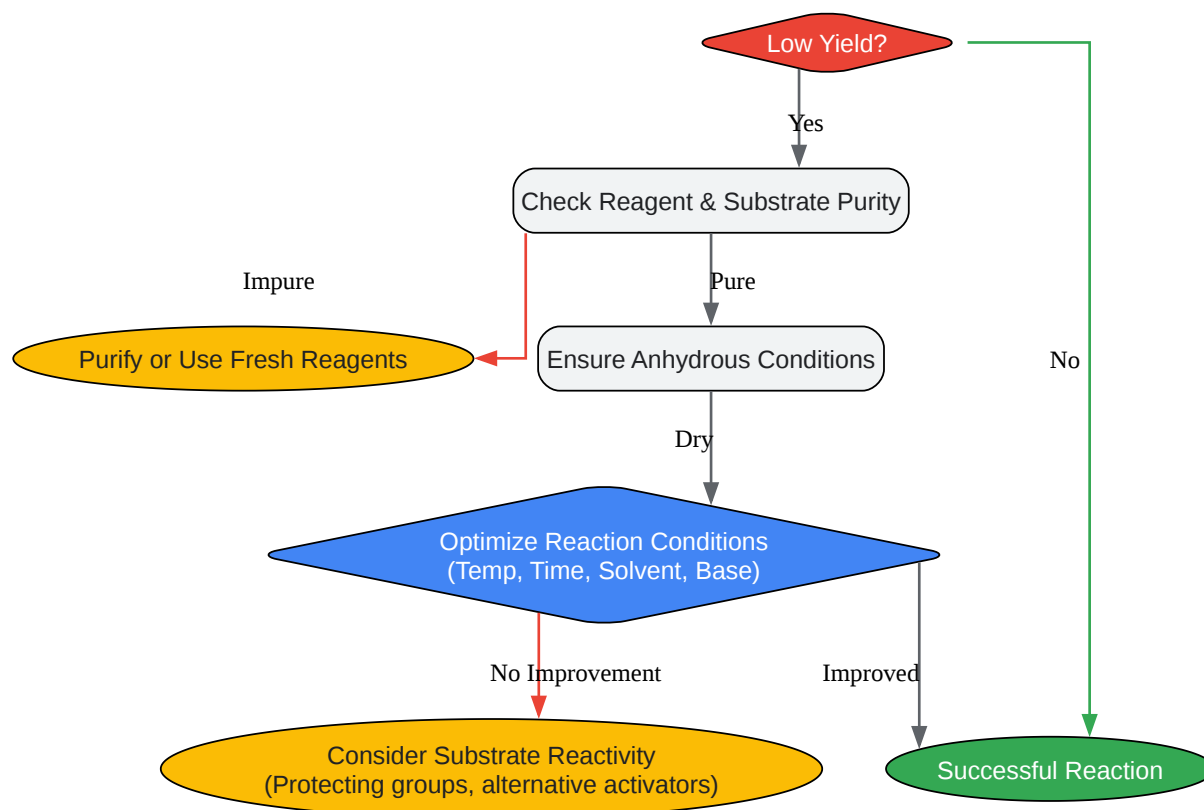 Low Yield?
Yes
Check Reagent & Substrate Purity
Impure
Pure
Purify or Use Fresh Reagents
Ensure Anhydrous Conditions
No
Dry
Optimize Reaction Conditions
(Temp, Time, Solvent, Base)
No Improvement
Improved
Consider Substrate Reactivity
(Protecting groups, alternative activators)
Successful Reaction